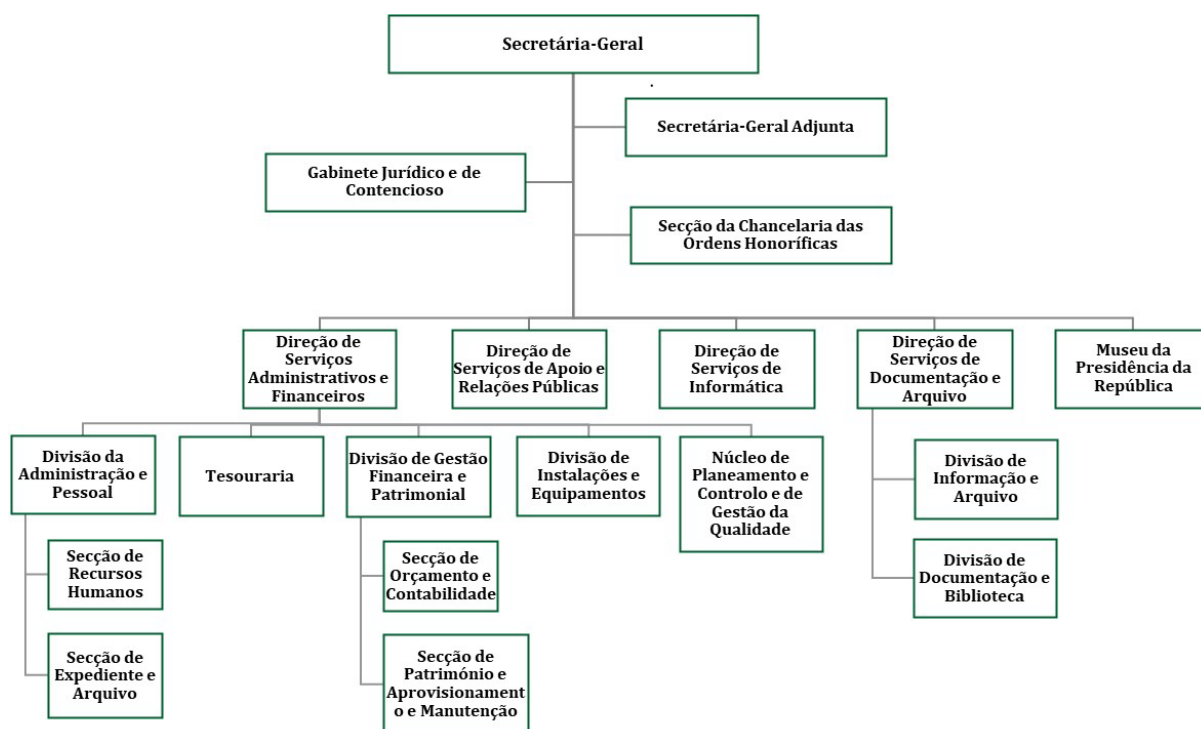 Secretária-Geral
Secretária-Geral Adjunta
Gabinete Jurídico e de
Contencioso
Secção da Chancelaria das
Ordens Honoríficas
Direção de
Serviços
Administrativos e
Financeiros
Direção de
Serviços de Apoio e
Relações Públicas
Direção de
Serviços de
Informática
Direção de
Serviços de
Documentação e
Arquivo
Museu da
Presidência da
República
Divisão da
Administração e
Pessoal
Tesouraria
Divisão de Gestão
Financeira e
Patrimonial
Divisão de
Instalações e
Equipamentos
Núcleo de
Planeamento e
Controlo e de
Gestão da
Qualidade
Divisão de
Informação e
Arquivo
Secção de
Recursos
Humanos
Secção de
Orçamento e
Contabilidade
Divisão de
Documentação e
Biblioteca
Secção de
Expediente e
Arquivo
Secção de
Património e
Aprovisionament
o e Manutenção